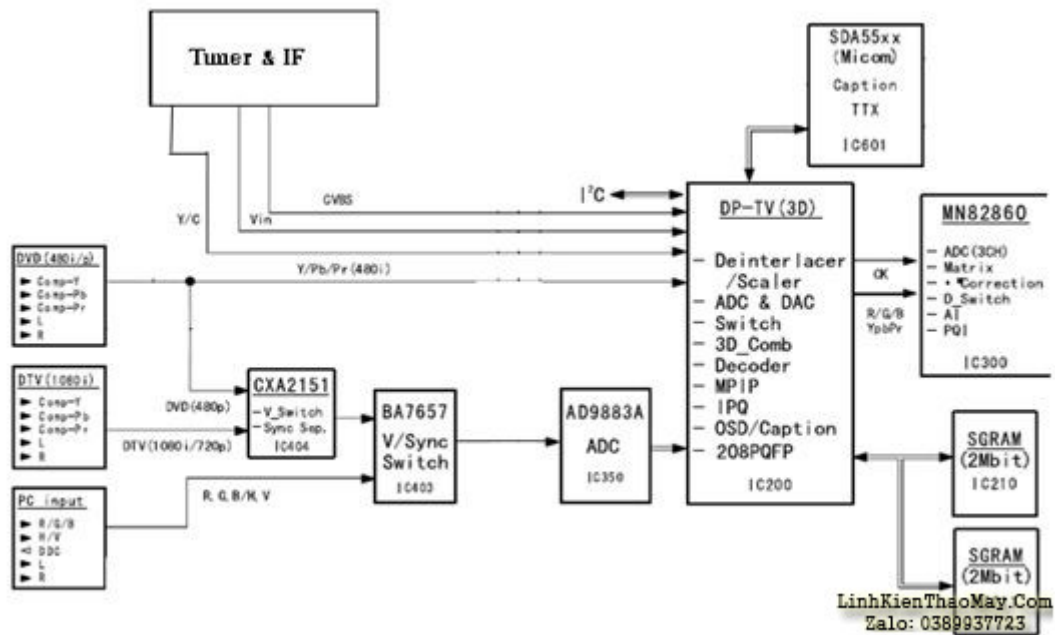 Tuner & IF
SDA55xx
(Micom)
Caption
TTX
IC601
I²C
CVBS
Y/C
Vin
DP-TV(3D)
- Deinterlacer
/Scaler
- ADC & DAC
- Switch
- 3D_Comb
- Decoder
- MPIP
- IPQ
- OSD/Caption
- 208PQFP
IC200
MN82860
- ADC(3CH)
- Matrix
- Correction
- D_Switch
- AI
- PQI
IC300
CK
R/G/B
YpbPr
DVD(480i/p)
► Comp-Y
► Comp-Pb
► Comp-Pr
► L
► R
Y/Pb/Pr(480i)
DTV(1080i)
► Comp-Y
► Comp-Pb
► Comp-Pr
► L
► R
DVD(480p)
DTV(1080i/720p)
CXA2151
-V_Switch
-Sync Sep.
IC404
BA7657
V/Sync
Switch
IC403
AD9883A
ADC
IC350
PC input
► R/G/B
► H/V
◁ DDC
► L
► R
R,G,B/H,V
SGRAM
(2Mbit)
IC210
SGRAM
(2Mbit)
LinhKienThaoMay.Com
Zalo: 0389937723